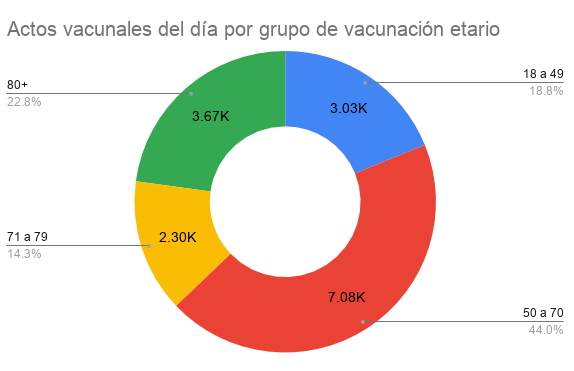 Actos vacunales del día por grupo de vacunación etario
18 a 49
18.8%
80+
22.8%
3.03K
3.67K
71 a 79
14.3%
2.30K
7.08K
50 a 70
44.0%